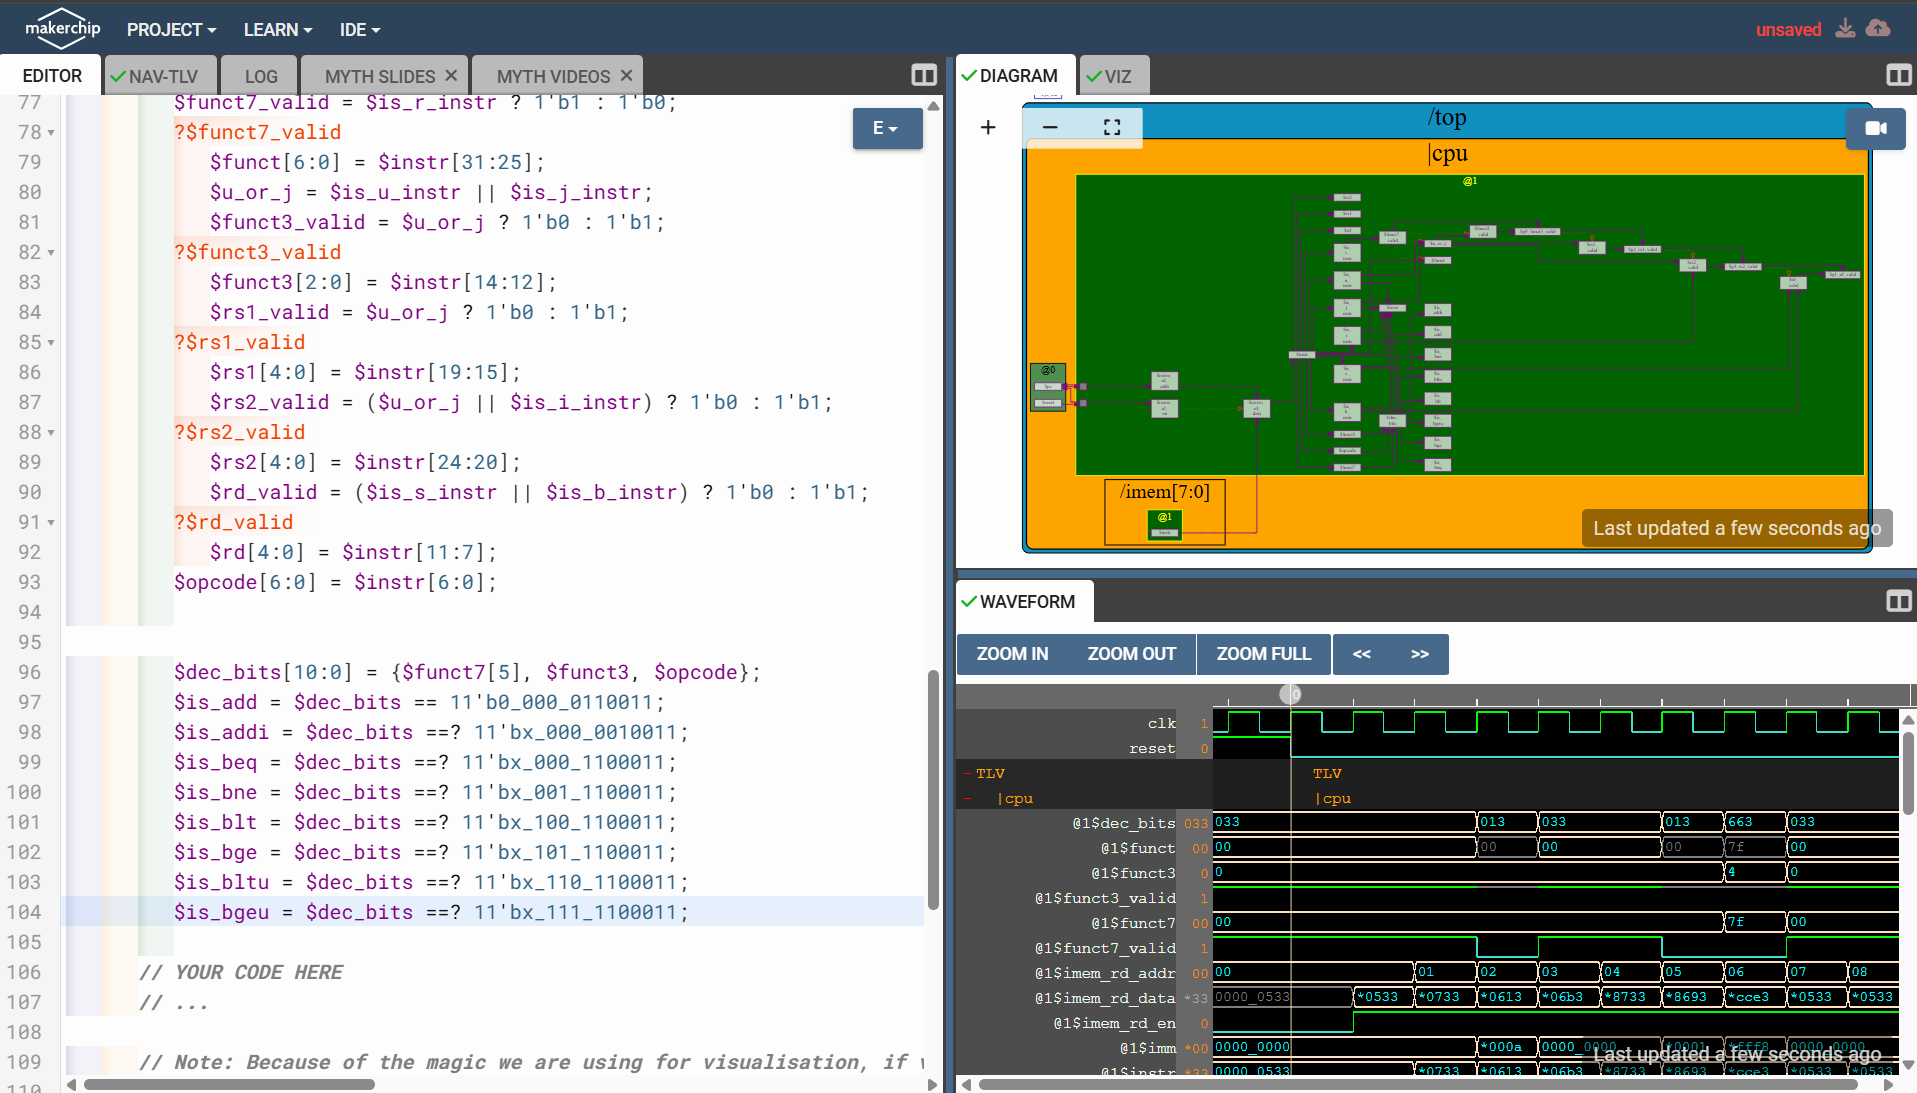 makerchip PROJECT LEARN IDE unsaved
EDITOR NAV-TLV LOG MYTH SLIDES MYTH VIDEOS
77 $funct7_valid = $is_r_instr ? 1'b1 : 1'b0;
78 ?$funct7_valid
79 $funct[6:0] = $instr[31:25];
80 $u_or_j = $is_u_instr || $is_j_instr;
81 $funct3_valid = $u_or_j ? 1'b0 : 1'b1;
82 ?$funct3_valid
83 $funct3[2:0] = $instr[14:12];
84 $rs1_valid = $u_or_j ? 1'b0 : 1'b1;
85 ?$rs1_valid
86 $rs1[4:0] = $instr[19:15];
87 $rs2_valid = ($u_or_j || $is_i_instr) ? 1'b0 : 1'b1;
88 ?$rs2_valid
89 $rs2[4:0] = $instr[24:20];
90 $rd_valid = ($is_s_instr || $is_b_instr) ? 1'b0 : 1'b1;
91 ?$rd_valid
92 $rd[4:0] = $instr[11:7];
93 $opcode[6:0] = $instr[6:0];
94
95
96 $dec_bits[10:0] = {$funct7[5], $funct3, $opcode};
97 $is_add = $dec_bits == 11'b0_000_0110011;
98 $is_addi = $dec_bits ==? 11'bx_000_0010011;
99 $is_beq = $dec_bits ==? 11'bx_000_1100011;
100 $is_bne = $dec_bits ==? 11'bx_001_1100011;
101 $is_blt = $dec_bits ==? 11'bx_100_1100011;
102 $is_bge = $dec_bits ==? 11'bx_101_1100011;
103 $is_bltu = $dec_bits ==? 11'bx_110_1100011;
104 $is_bgeu = $dec_bits ==? 11'bx_111_1100011;
105
106 // YOUR CODE HERE
107 // ...
108
109 // Note: Because of the magic we are using for visualisation, if
110
E
DIAGRAM VIZ
/top
|cpu
@1
@0
/imem[7:0]
@1
Last updated a few seconds ago
WAVEFORM
ZOOM IN ZOOM OUT ZOOM FULL << >>
0
clk 1
reset 0
TLV TLV
|cpu |cpu
@1$dec_bits 033 033 013 033 013 663 033
@1$funct 00 00 00 00 00 7f 00
@1$funct3 0 0 4 0
@1$funct3_valid 1
@1$funct7 00 00 7f 00
@1$funct7_valid 1
@1$imem_rd_addr 00 00 01 02 03 04 05 06 07 08
@1$imem_rd_data *33 0000_0533 *0533 *0733 *0613 *06b3 *8733 *8693 *cce3 *0533 *0533
@1$imem_rd_en 0
@1$imm *00 0000_0000 *000a 0000_0000 *0001 *fff8 0000_0000
Last updated a few seconds ago
@1$instr *33 0000_0533 *0733 *0613 *06b3 *8733 *8693 *cce3 *0533 *0533